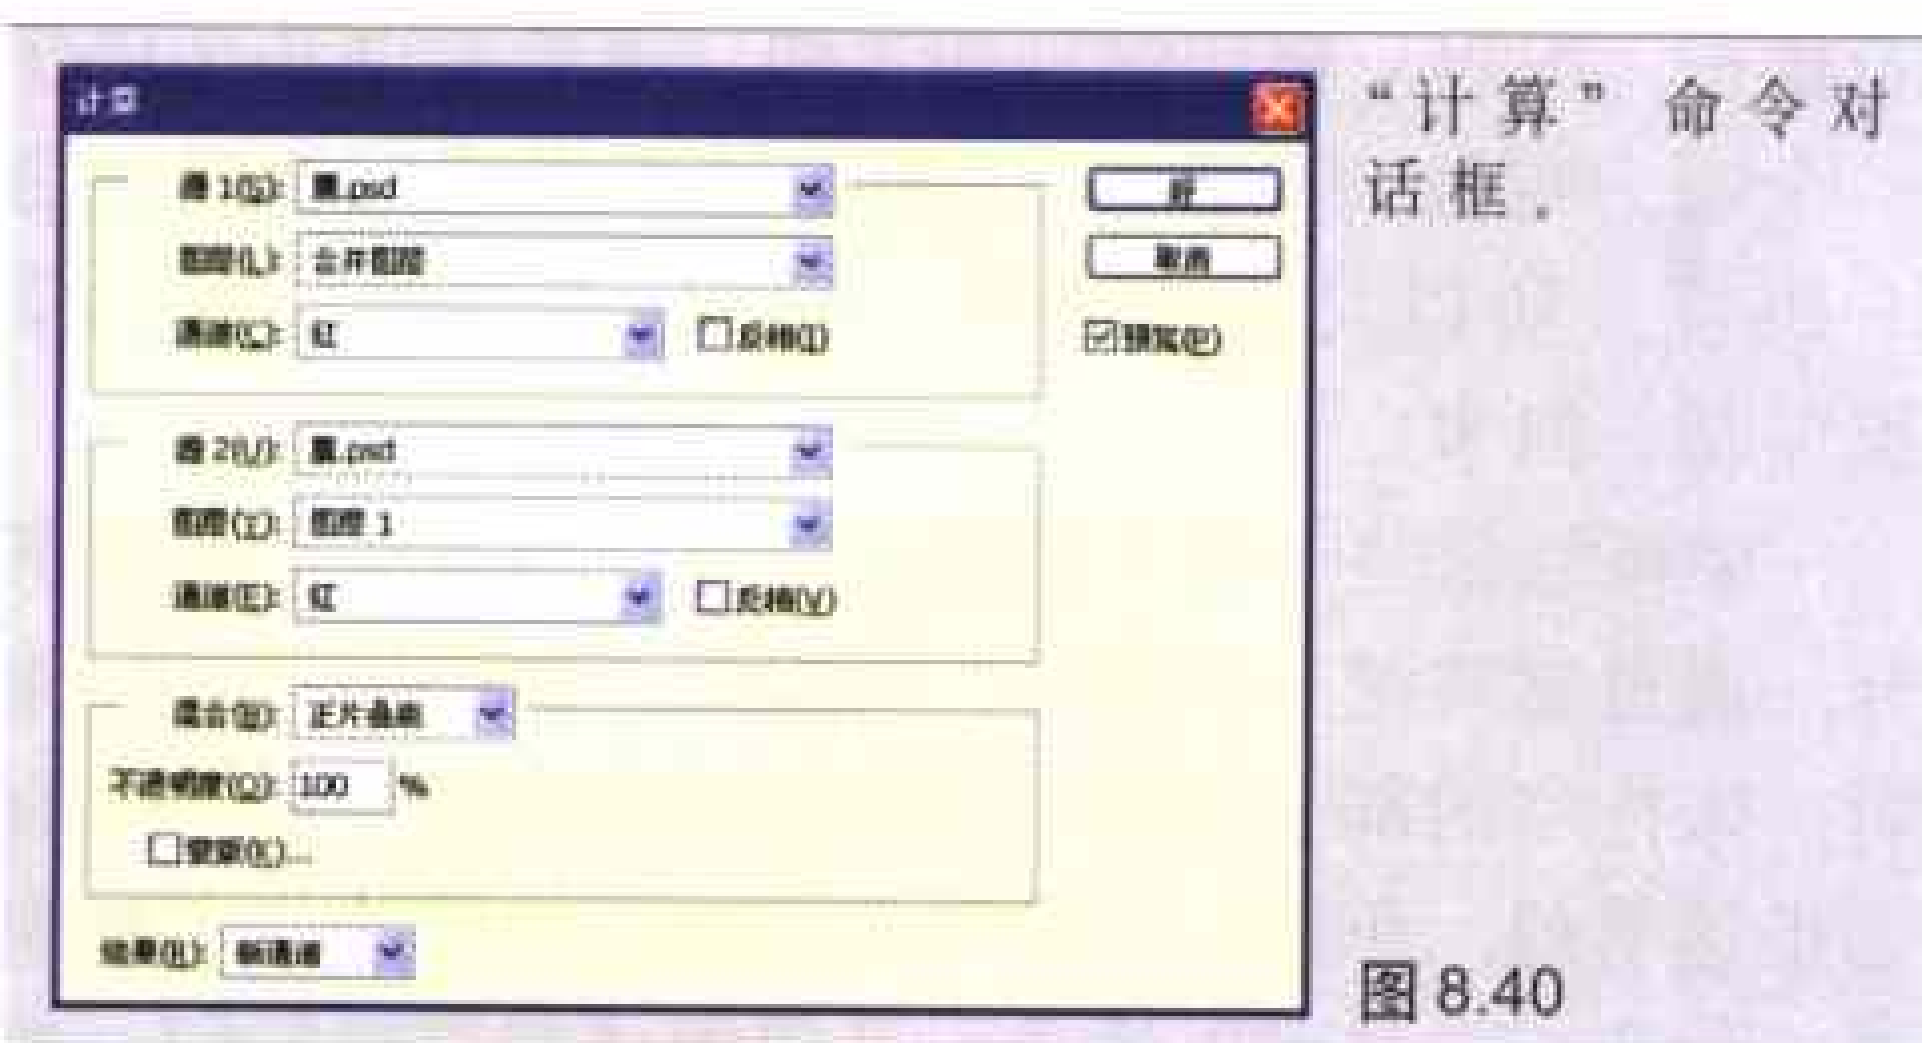 计算
源 1(S):
.psd
图层(L):
合并图层
通道(C):
红
反相(I)
好
取消
预览(P)
源 2(U):
.psd
图层(Y):
图层 1
通道(E):
红
反相(V)
混合(B):
正片叠底
不透明度(O):
100
%
蒙版(K)...
结果(R):
新通道
“计算”命令对
话框。
图 8.40